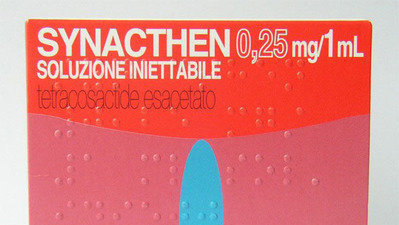 SYNACTHEN 0,25 mg/1 mL
SOLUZIONE INIETTABILE
tetracosactide esacetato